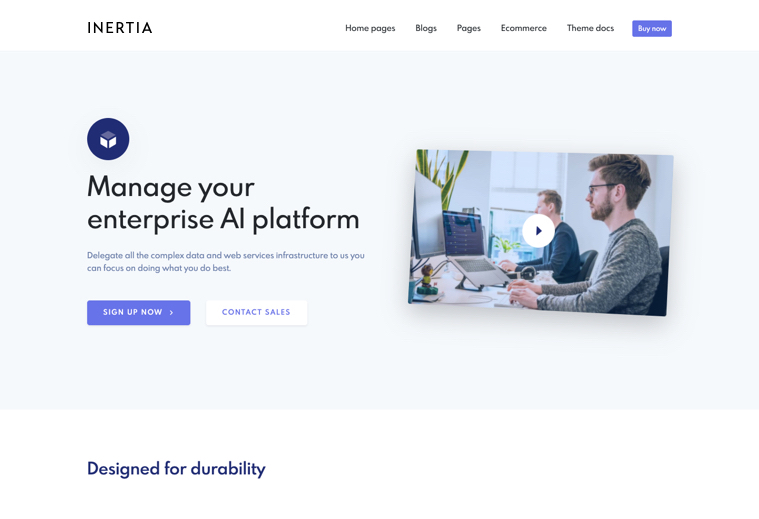 INERTIA
Home pages
Blogs
Pages
Ecommerce
Theme docs
Buy now
Manage your
enterprise AI platform
Delegate all the complex data and web services infrastructure to us you
can focus on doing what you do best.
SIGN UP NOW
CONTACT SALES
Designed for durability